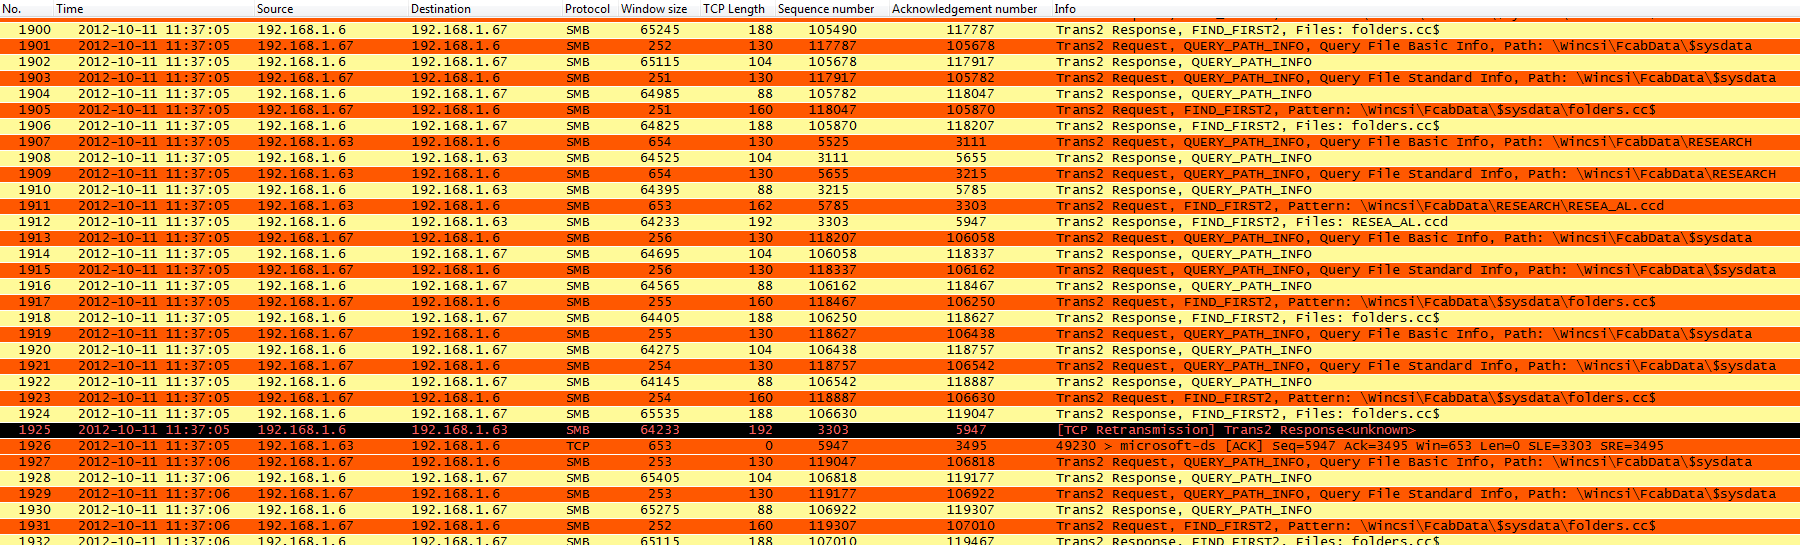 No. Time Source Destination Protocol Window size TCP Length Sequence number Acknowledgement number Info
1900 2012-10-11 11:37:05 192.168.1.6 192.168.1.67 SMB 65245 188 105490 117787 Trans2 Response, FIND_FIRST2, Files: folders.cc$
1901 2012-10-11 11:37:05 192.168.1.67 192.168.1.6 SMB 252 130 117787 105678 Trans2 Request, QUERY_PATH_INFO, Query File Basic Info, Path: \Wincsi\FcabData\$sysdata
1902 2012-10-11 11:37:05 192.168.1.6 192.168.1.67 SMB 65115 104 105678 117917 Trans2 Response, QUERY_PATH_INFO
1903 2012-10-11 11:37:05 192.168.1.67 192.168.1.6 SMB 251 130 117917 105782 Trans2 Request, QUERY_PATH_INFO, Query File Standard Info, Path: \Wincsi\FcabData\$sysdata
1904 2012-10-11 11:37:05 192.168.1.6 192.168.1.67 SMB 64985 88 105782 118047 Trans2 Response, QUERY_PATH_INFO
1905 2012-10-11 11:37:05 192.168.1.67 192.168.1.6 SMB 251 160 118047 105870 Trans2 Request, FIND_FIRST2, Pattern: \Wincsi\FcabData\$sysdata\folders.cc$
1906 2012-10-11 11:37:05 192.168.1.6 192.168.1.67 SMB 64825 188 105870 118207 Trans2 Response, FIND_FIRST2, Files: folders.cc$
1907 2012-10-11 11:37:05 192.168.1.63 192.168.1.6 SMB 654 130 5525 3111 Trans2 Request, QUERY_PATH_INFO, Query File Basic Info, Path: \Wincsi\FcabData\RESEARCH
1908 2012-10-11 11:37:05 192.168.1.6 192.168.1.63 SMB 64525 104 3111 5655 Trans2 Response, QUERY_PATH_INFO
1909 2012-10-11 11:37:05 192.168.1.63 192.168.1.6 SMB 654 130 5655 3215 Trans2 Request, QUERY_PATH_INFO, Query File Standard Info, Path: \Wincsi\FcabData\RESEARCH
1910 2012-10-11 11:37:05 192.168.1.6 192.168.1.63 SMB 64395 88 3215 5785 Trans2 Response, QUERY_PATH_INFO
1911 2012-10-11 11:37:05 192.168.1.63 192.168.1.6 SMB 653 162 5785 3303 Trans2 Request, FIND_FIRST2, Pattern: \Wincsi\FcabData\RESEARCH\RESEA_AL.ccd
1912 2012-10-11 11:37:05 192.168.1.6 192.168.1.63 SMB 64233 192 3303 5947 Trans2 Response, FIND_FIRST2, Files: RESEA_AL.ccd
1913 2012-10-11 11:37:05 192.168.1.67 192.168.1.6 SMB 256 130 118207 106058 Trans2 Request, QUERY_PATH_INFO, Query File Basic Info, Path: \Wincsi\FcabData\$sysdata
1914 2012-10-11 11:37:05 192.168.1.6 192.168.1.67 SMB 64695 104 106058 118337 Trans2 Response, QUERY_PATH_INFO
1915 2012-10-11 11:37:05 192.168.1.67 192.168.1.6 SMB 256 130 118337 106162 Trans2 Request, QUERY_PATH_INFO, Query File Standard Info, Path: \Wincsi\FcabData\$sysdata
1916 2012-10-11 11:37:05 192.168.1.6 192.168.1.67 SMB 64565 88 106162 118467 Trans2 Response, QUERY_PATH_INFO
1917 2012-10-11 11:37:05 192.168.1.67 192.168.1.6 SMB 255 160 118467 106250 Trans2 Request, FIND_FIRST2, Pattern: \Wincsi\FcabData\$sysdata\folders.cc$
1918 2012-10-11 11:37:05 192.168.1.6 192.168.1.67 SMB 64405 188 106250 118627 Trans2 Response, FIND_FIRST2, Files: folders.cc$
1919 2012-10-11 11:37:05 192.168.1.67 192.168.1.6 SMB 255 130 118627 106438 Trans2 Request, QUERY_PATH_INFO, Query File Basic Info, Path: \Wincsi\FcabData\$sysdata
1920 2012-10-11 11:37:05 192.168.1.6 192.168.1.67 SMB 64275 104 106438 118757 Trans2 Response, QUERY_PATH_INFO
1921 2012-10-11 11:37:05 192.168.1.67 192.168.1.6 SMB 254 130 118757 106542 Trans2 Request, QUERY_PATH_INFO, Query File Standard Info, Path: \Wincsi\FcabData\$sysdata
1922 2012-10-11 11:37:05 192.168.1.6 192.168.1.67 SMB 64145 88 106542 118887 Trans2 Response, QUERY_PATH_INFO
1923 2012-10-11 11:37:05 192.168.1.67 192.168.1.6 SMB 254 160 118887 106630 Trans2 Request, FIND_FIRST2, Pattern: \Wincsi\FcabData\$sysdata\folders.cc$
1924 2012-10-11 11:37:05 192.168.1.6 192.168.1.67 SMB 65535 188 106630 119047 Trans2 Response, FIND_FIRST2, Files: folders.cc$
1925 2012-10-11 11:37:05 192.168.1.6 192.168.1.63 SMB 64233 192 3303 5947 [TCP Retransmission] Trans2 Response<unknown>
1926 2012-10-11 11:37:05 192.168.1.63 192.168.1.6 TCP 653 0 5947 3495 49230 > microsoft-ds [ACK] Seq=5947 Ack=3495 Win=653 Len=0 SLE=3303 SRE=3495
1927 2012-10-11 11:37:06 192.168.1.67 192.168.1.6 SMB 253 130 119047 106818 Trans2 Request, QUERY_PATH_INFO, Query File Basic Info, Path: \Wincsi\FcabData\$sysdata
1928 2012-10-11 11:37:06 192.168.1.6 192.168.1.67 SMB 65405 104 106818 119177 Trans2 Response, QUERY_PATH_INFO
1929 2012-10-11 11:37:06 192.168.1.67 192.168.1.6 SMB 253 130 119177 106922 Trans2 Request, QUERY_PATH_INFO, Query File Standard Info, Path: \Wincsi\FcabData\$sysdata
1930 2012-10-11 11:37:06 192.168.1.6 192.168.1.67 SMB 65275 88 106922 119307 Trans2 Response, QUERY_PATH_INFO
1931 2012-10-11 11:37:06 192.168.1.67 192.168.1.6 SMB 252 160 119307 107010 Trans2 Request, FIND_FIRST2, Pattern: \Wincsi\FcabData\$sysdata\folders.cc$
1932 2012-10-11 11:37:06 192.168.1.6 192.168.1.67 SMB 65115 188 107010 119467 Trans2 Response, FIND_FIRST2, Files: folders.cc$